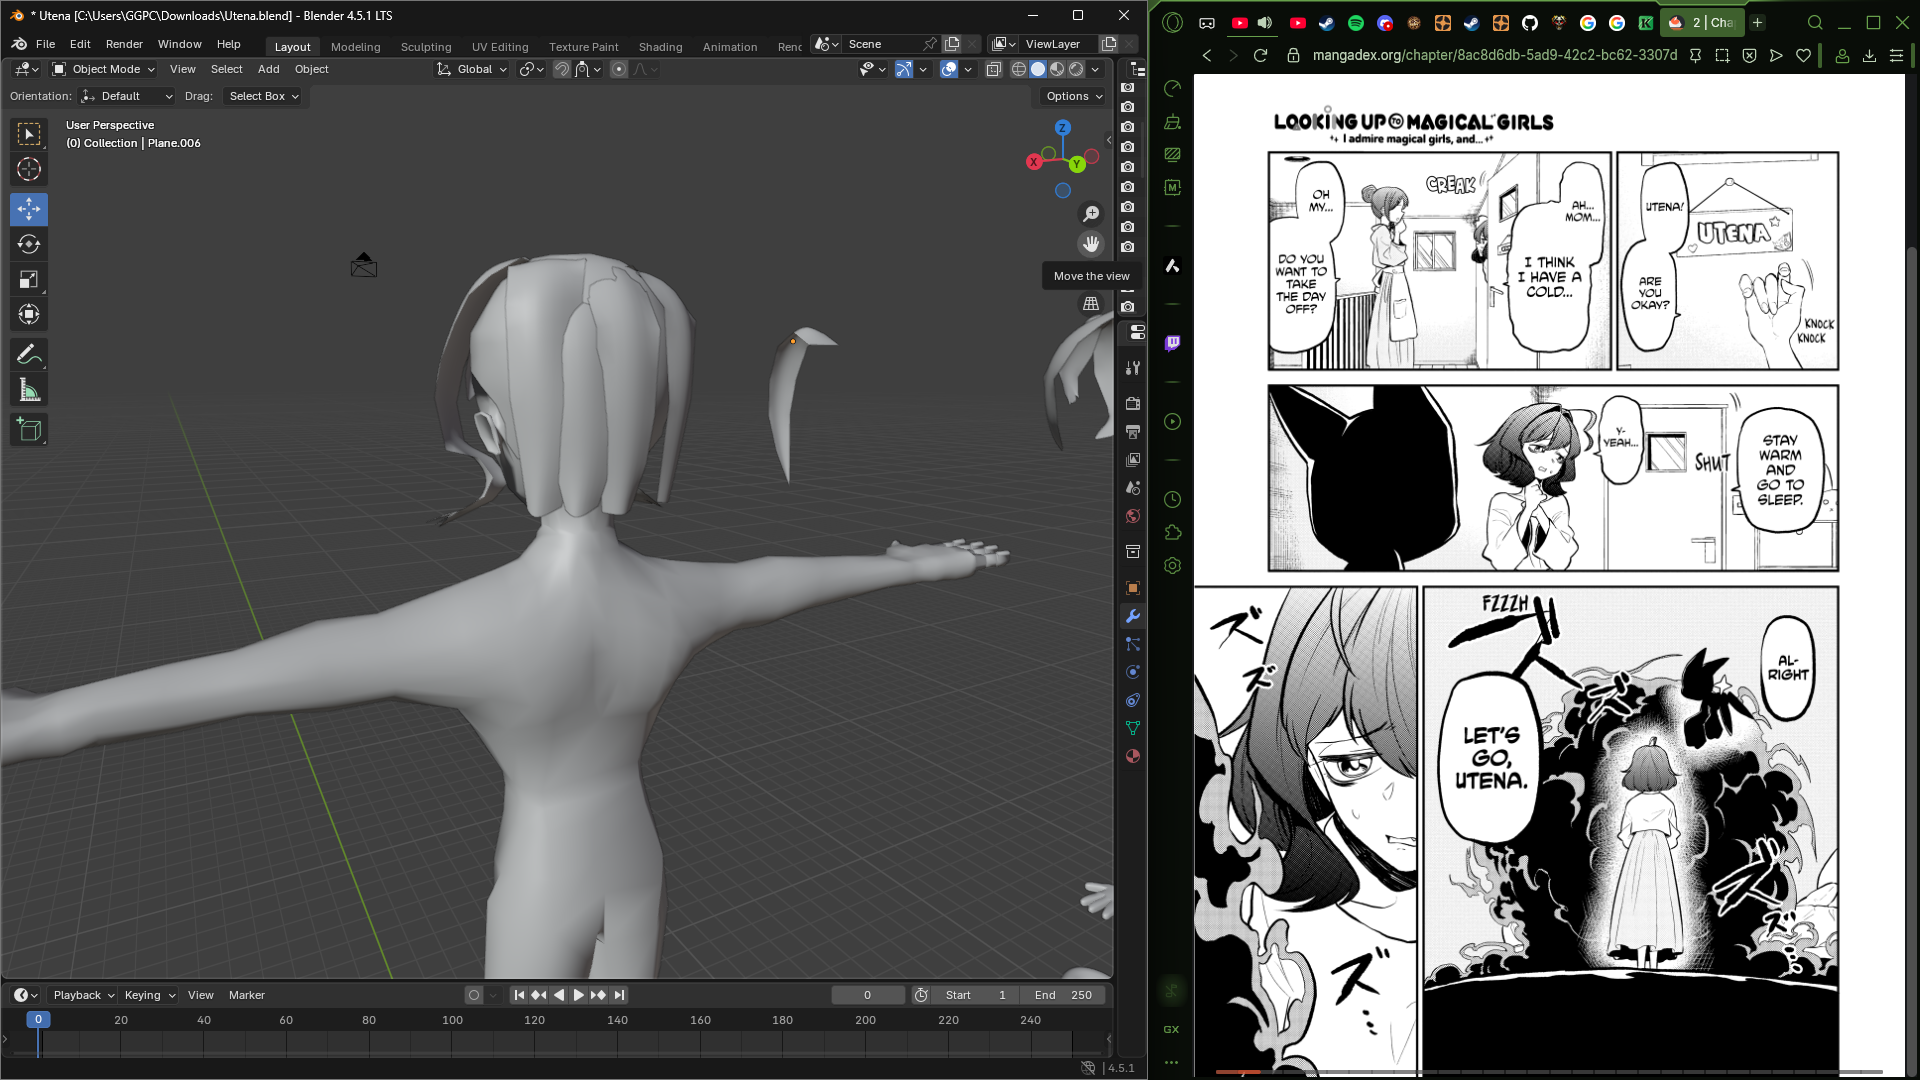 * Utena [C:\Users\GGPC\Downloads\Utena.blend] - Blender 4.5.1 LTS
File Edit Render Window Help
Layout Modeling Sculpting UV Editing Texture Paint Shading Animation Renc
Scene
ViewLayer
Object Mode View Select Add Object
Global
Orientation: Default Drag: Select Box
Options
User Perspective
(0) Collection | Plane.006
Z
X
Y
Move the view
Playback Keying View Marker
0
Start 1
End 250
0 20 40 60 80 100 120 140 160 180 200 220 240
4.5.1
2 | Cha
mangadex.org/chapter/8ac8d6db-5ad9-42c2-bc62-3307d
M
GX
LOOKING UP TO MAGICAL GIRLS
I admire magical girls, and...
OH
MY...
DO YOU
WANT TO
TAKE
THE DAY
OFF?
CREAK
AH...
MOM...
I THINK
I HAVE A
COLD...
UTENA!
ARE
YOU
OKAY?
UTENA
KNOCK
KNOCK
Y-
YEAH...
SHUT
STAY
WARM
AND
GO TO
SLEEP.
ズ
ズ
ズ
FZZZH
LET'S
GO,
UTENA.
AL-
RIGHT
ズ
ズ